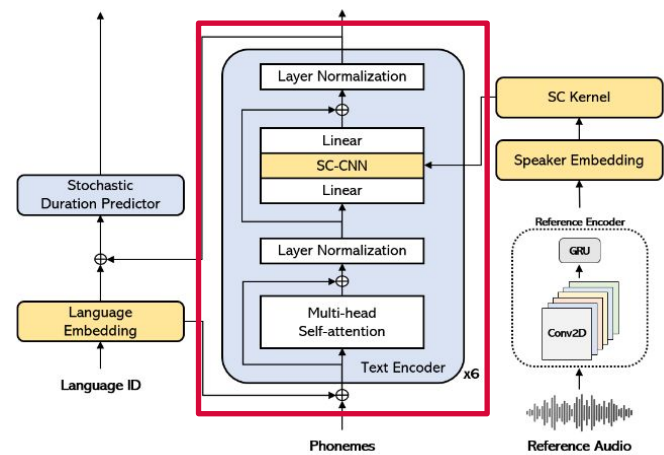 Layer Normalization
Linear
SC-CNN
Linear
Layer Normalization
Multi-head
Self-attention
Text Encoder
x6
Stochastic
Duration Predictor
Language
Embedding
Language ID
Phonemes
SC Kernel
Speaker Embedding
Reference Encoder
GRU
Conv2D
Reference Audio